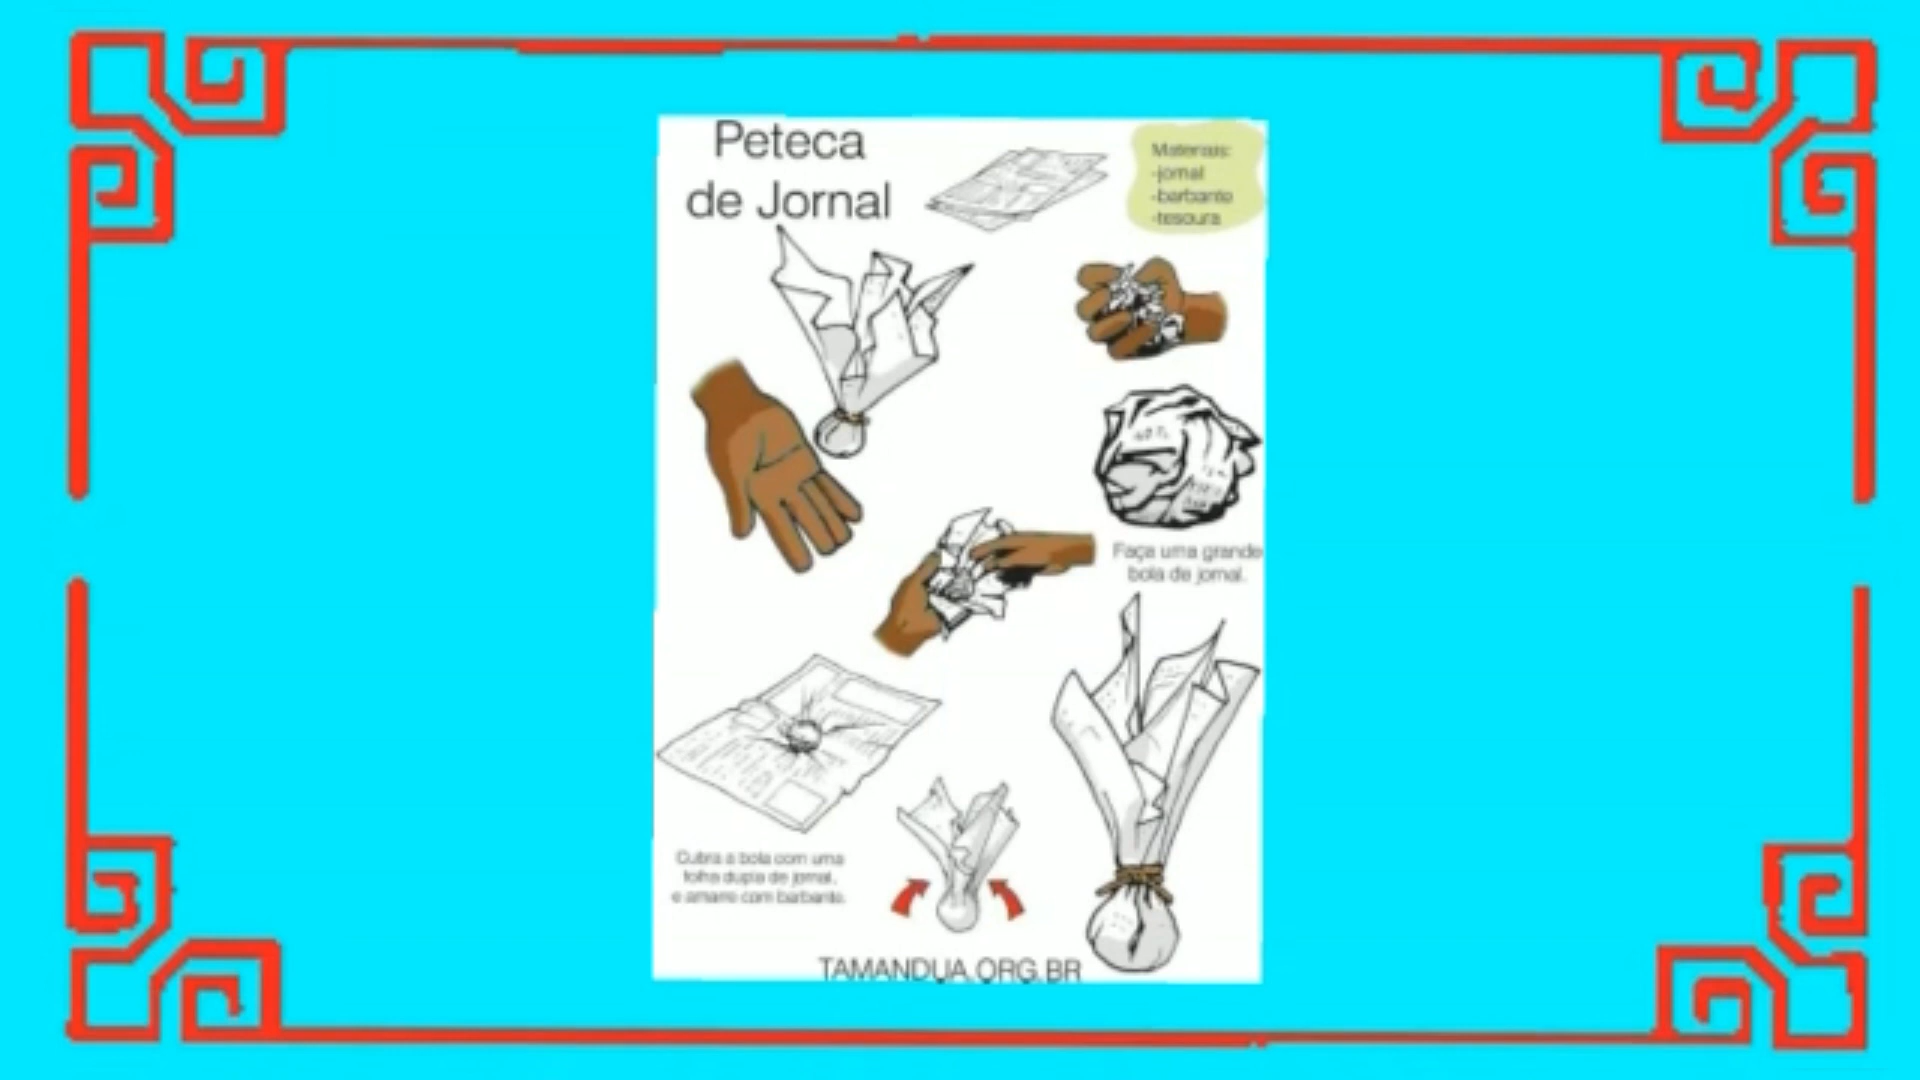 Peteca
de Jornal
Materiais:
-jornal
-barbante
-tesoura
Faça uma grande
bola de jornal.
Cubra a bola com uma
folha dupla de jornal,
e amarre com barbante.
TAMANDUA.ORG.BR